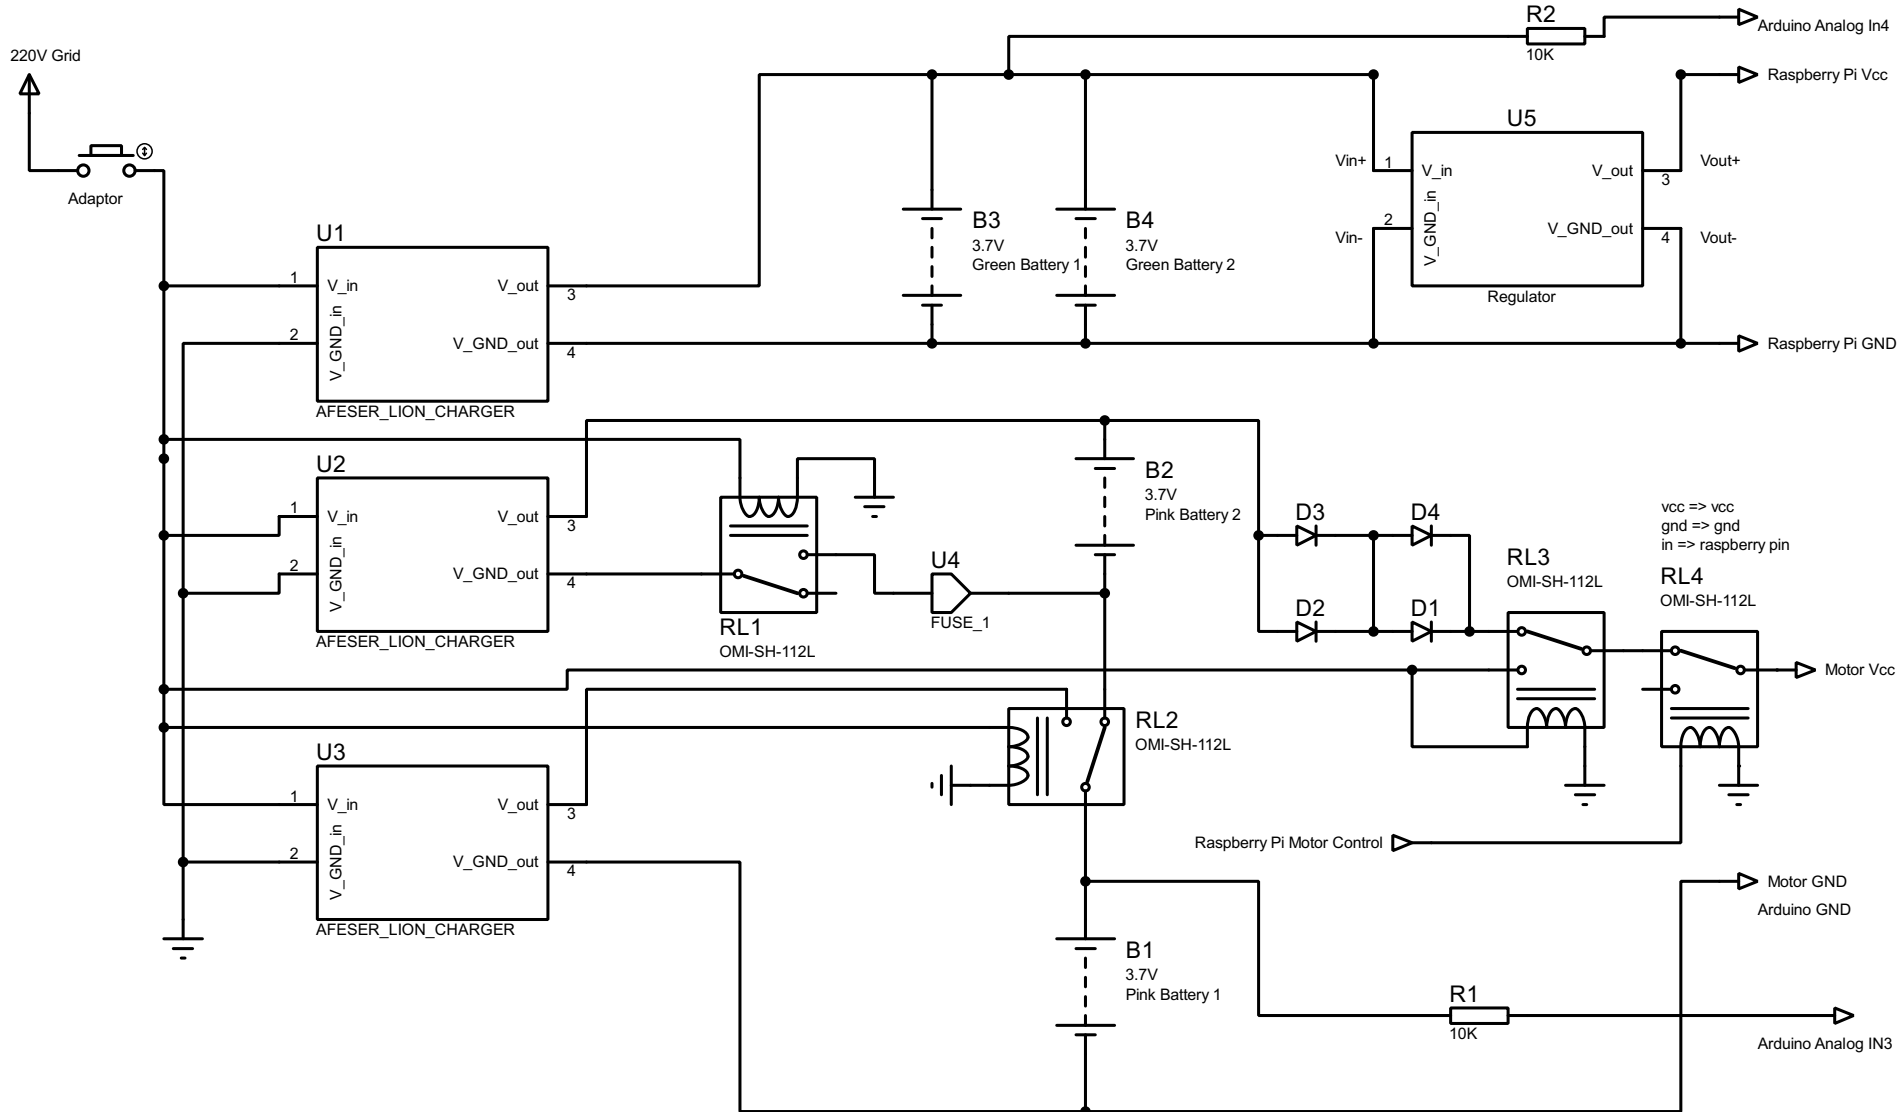 R2
10K
Arduino Analog In4
220V Grid
Raspberry Pi Vcc
U5
Vin+
1
V_in
V_out
3
Vout+
Adaptor
2
V_GND_in
V_GND_out
4
Vin-
Vout-
Regulator
B3
3.7V
Green Battery 1
B4
3.7V
Green Battery 2
U1
1
V_in
V_out
3
2
V_GND_in
V_GND_out
4
AFESER_LION_CHARGER
Raspberry Pi GND
U2
1
V_in
V_out
3
2
V_GND_in
V_GND_out
4
AFESER_LION_CHARGER
RL1
OMI-SH-112L
U4
FUSE_1
B2
3.7V
Pink Battery 2
D3
D4
D2
D1
RL3
OMI-SH-112L
vcc => vcc
gnd => gnd
in => raspberry pin
RL4
OMI-SH-112L
Motor Vcc
RL2
OMI-SH-112L
U3
1
V_in
V_out
3
2
V_GND_in
V_GND_out
4
AFESER_LION_CHARGER
Raspberry Pi Motor Control
Motor GND
Arduino GND
B1
3.7V
Pink Battery 1
R1
10K
Arduino Analog IN3